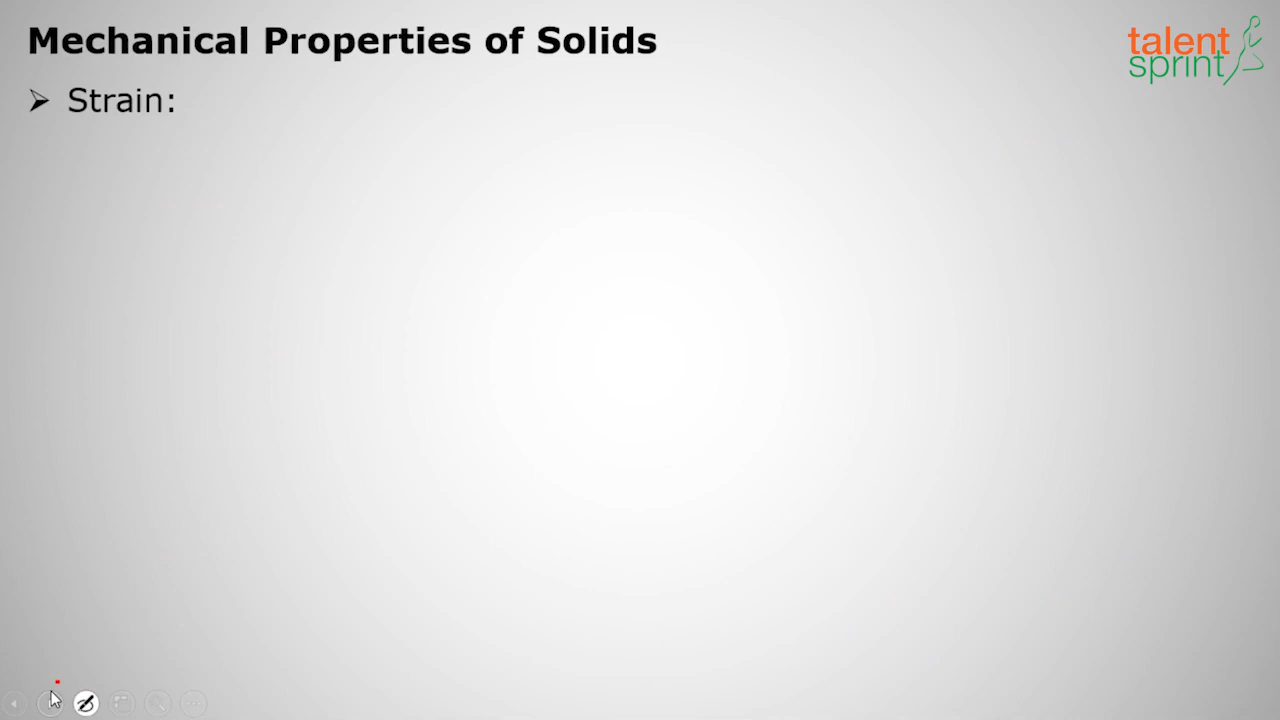 Mechanical Properties of Solids
talent
sprint
➢ Strain: